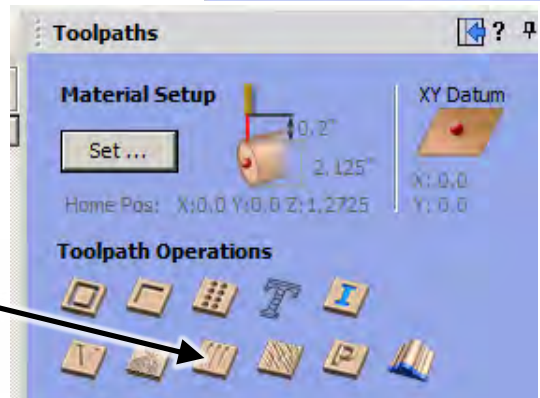 Toolpaths ?
Material Setup
XY Datum
0.2"
Set ...
2.125"
X: 0.0
Home Pos: X:0.0 Y:0.0 Z:1.2725
Y: 0.0
Toolpath Operations